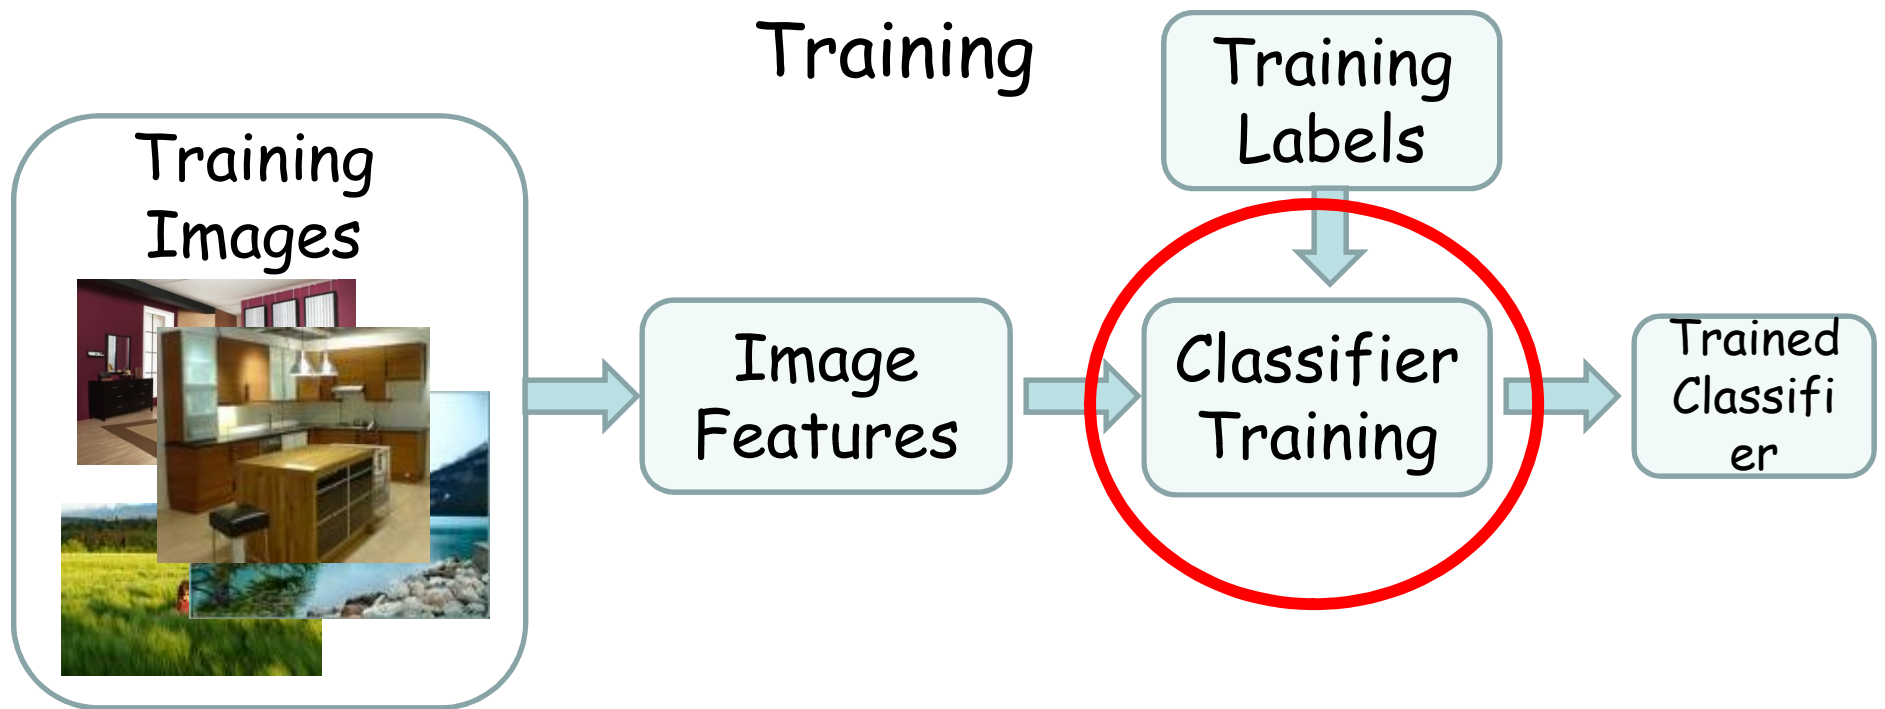 Training
Training
Labels
Training
Images
Image
Features
Classifier
Training
Trained
Classifi
er